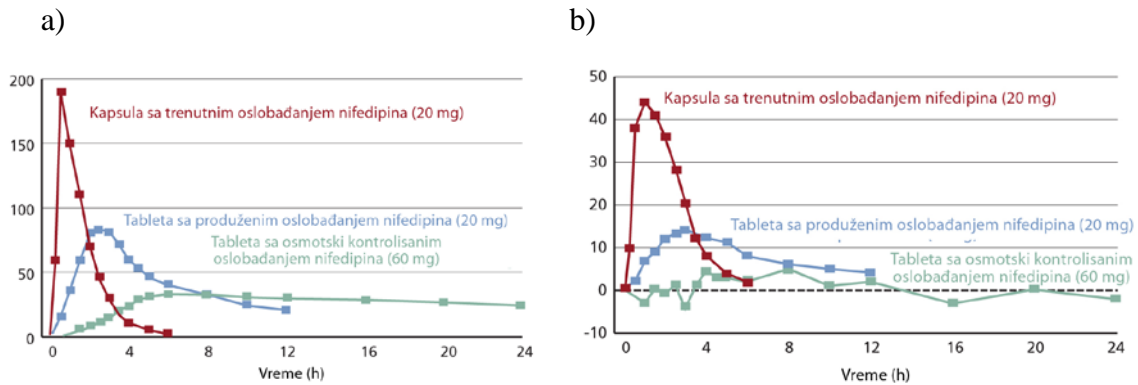 a)
200
150
100
50
0
Kapsula sa trenutnim oslobađanjem nifedipina (20 mg)
Tableta sa produženim oslobađanjem nifedipina (20 mg)
Tableta sa osmotski kontrolisanim
oslobađanjem nifedipina (60 mg)
0 4 8 12 16 20 24
Vreme (h)
b)
50
40
30
20
10
0
-10
Kapsula sa trenutnim oslobađanjem nifedipina (20 mg)
Tableta sa produženim oslobađanjem nifedipina (20 mg)
Tableta sa osmotski kontrolisanim
oslobađanjem nifedipina (60 mg)
0 4 8 12 16 20 24
Vreme (h)